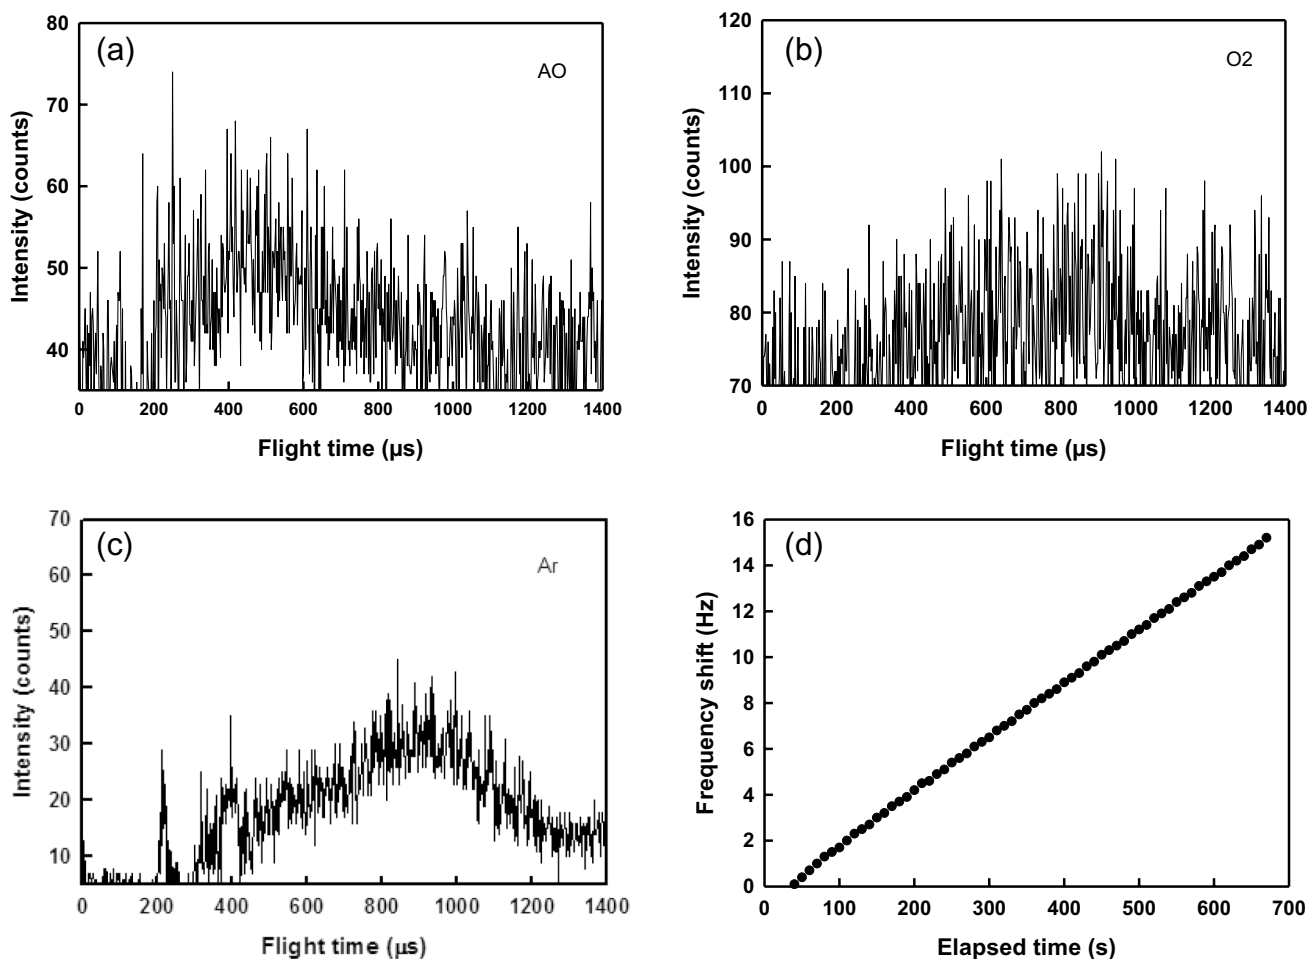 (a)
AO
Intensity (counts)
80
70
60
50
40
0 200 400 600 800 1000 1200 1400
Flight time (µs)
(b)
O2
Intensity (counts)
120
110
100
90
80
70
0 200 400 600 800 1000 1200 1400
Flight time (µs)
(c)
Ar
Intensity (counts)
70
60
50
40
30
20
10
0 200 400 600 800 1000 1200 1400
Flight time (µs)
(d)
Frequency shift (Hz)
16
14
12
10
8
6
4
2
0
0 100 200 300 400 500 600 700
Elapsed time (s)